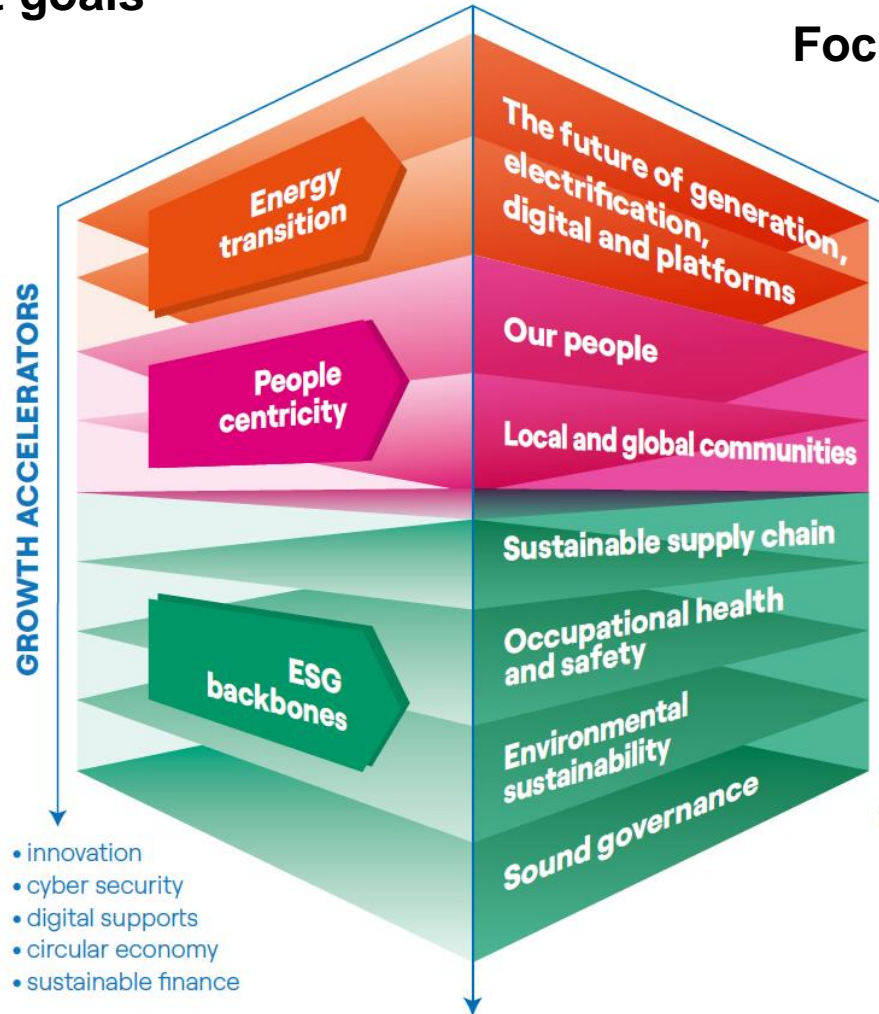 goals
Foc
The future of generation,
electrification,
digital and platforms
Energy
transition
Our people
People
centricity
Local and global communities
GROWTH ACCELERATORS
Sustainable supply chain
Occupational health
and safety
ESG
backbones
Environmental
sustainability
Sound governance
• innovation
• cyber security
• digital supports
• circular economy
• sustainable finance